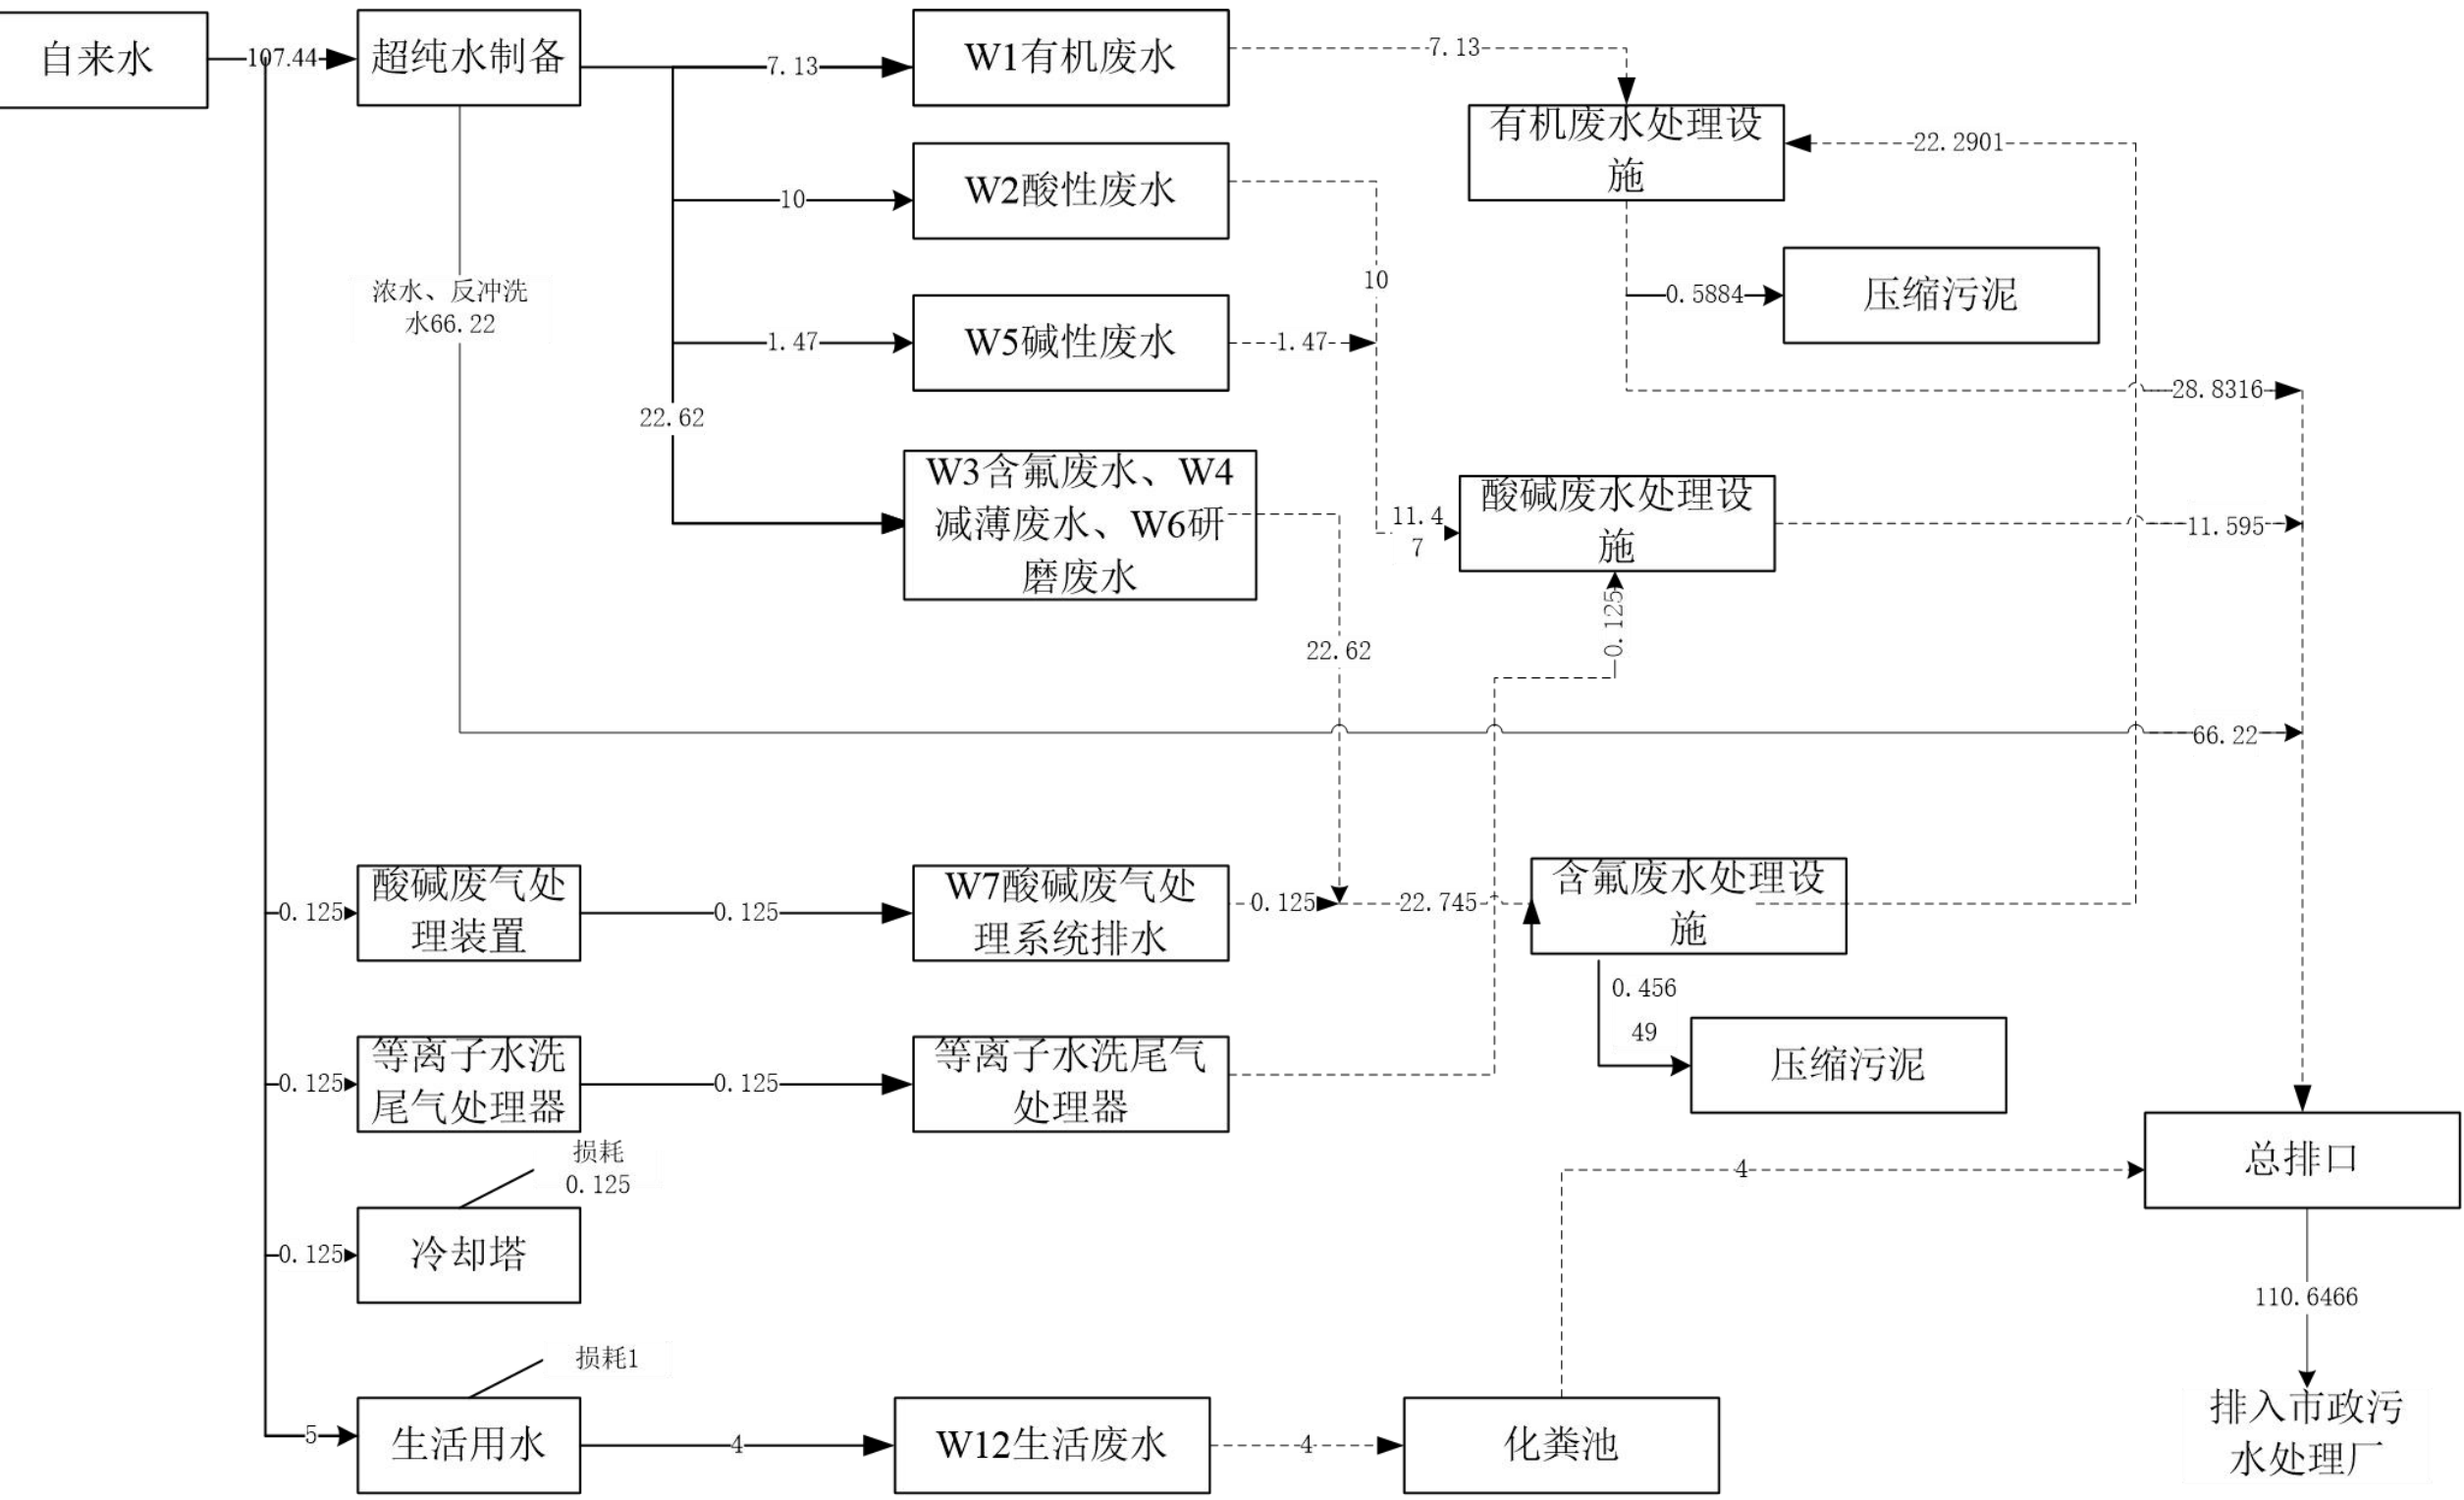 自来水
107.44
超纯水制备
7.13
W1有机废水
7.13
有机废水处理设
施
22.2901
10
W2酸性废水
10
浓水、反冲洗
水66.22
1.47
W5碱性废水
1.47
0.5884
压缩污泥
28.8316
22.62
W3含氟废水、W4
减薄废水、W6研
磨废水
11.4
7
酸碱废水处理设
施
11.595
0.125
22.62
66.22
0.125
酸碱废气处
理装置
0.125
W7酸碱废气处
理系统排水
0.125
22.745
含氟废水处理设
施
0.456
49
压缩污泥
0.125
等离子水洗
尾气处理器
0.125
等离子水洗尾气
处理器
损耗
0.125
0.125
冷却塔
4
总排口
110.6466
排入市政污
水处理厂
损耗1
5
生活用水
4
W12生活废水
4
化粪池